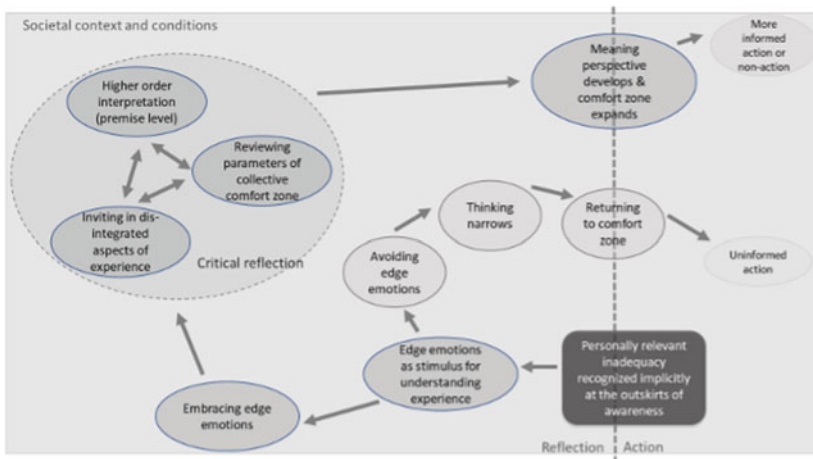 Societal context and conditions
Higher order
interpretation
(premise level)
Reviewing
parameters of
collective
comfort zone
Inviting in dis-
integrated
aspects of
experience
Critical reflection
Meaning
perspective
develops &
comfort zone
expands
More
informed
action or
non-action
Thinking
narrows
Returning
to comfort
zone
Avoiding
edge
emotions
Uninformed
action
Edge emotions
as stimulus for
understanding
experience
Personally relevant
inadequacy
recognized implicitly
at the outskirts of
awareness
Embracing edge
emotions
Reflection
Action